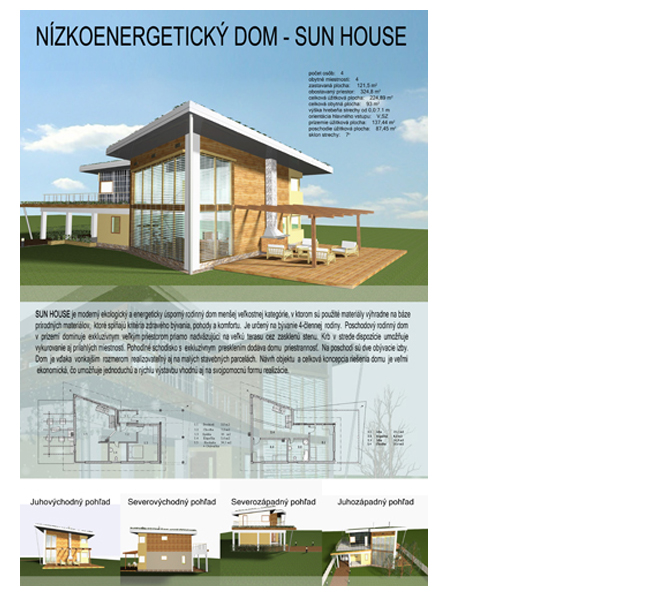 NÍZKOENERGETICKÝ DOM - SUN HOUSE
počet osôb: 4
obytné miestnosti: 4
zastavaná plocha: 121,5 m²
obostavaný priestor: 324,8 m²
celková úžitková plocha: 224,89 m²
celková obytná plocha: 93 m²
výška hrebeňa strechy od 0,0 7.1 m
orientácia hlavného vstupu: V,SZ
prízemie úžitková plocha: 137,44 m²
poschodie úžitková plocha: 87,45 m²
sklon strechy: 7°
SUN HOUSE je moderný ekologický a energeticky úsporný rodinný dom menšej veľkostnej kategórie, v ktorom sú použité materiály výhradne na báze
prírodných materiálov, ktoré spĺňajú kritéria zdravého bývania, pohody a komfortu. Je určený na bývanie 4-člennej rodiny. Poschodový rodinný dom
v prízemí dominuje exkluzívnym veľkým priestorom priamo nadväzujúci na veľkú terasu cez zasklenú stenu. Krb v strede dispozície umožňuje
vykurovanie aj priľahlých miestností. Pohodlné schodisko s exkluzívnym presklením dodáva domu priestrannosť. Na poschodí sú dve obývacie izby.
Dom je vďaka vonkajším rozmerom realizovateľný aj na malých stavebných parcelách. Návrh objektu a celková koncepcia riešenia domu je veľmi
ekonomická, čo umožňuje jednoduchú a rýchlu výstavbu vhodnú aj na svojpomocnú formu realizácie.
Juhovýchodný pohľad Severovýchodný pohľad Severozápadný pohľad Juhozápadný pohľad